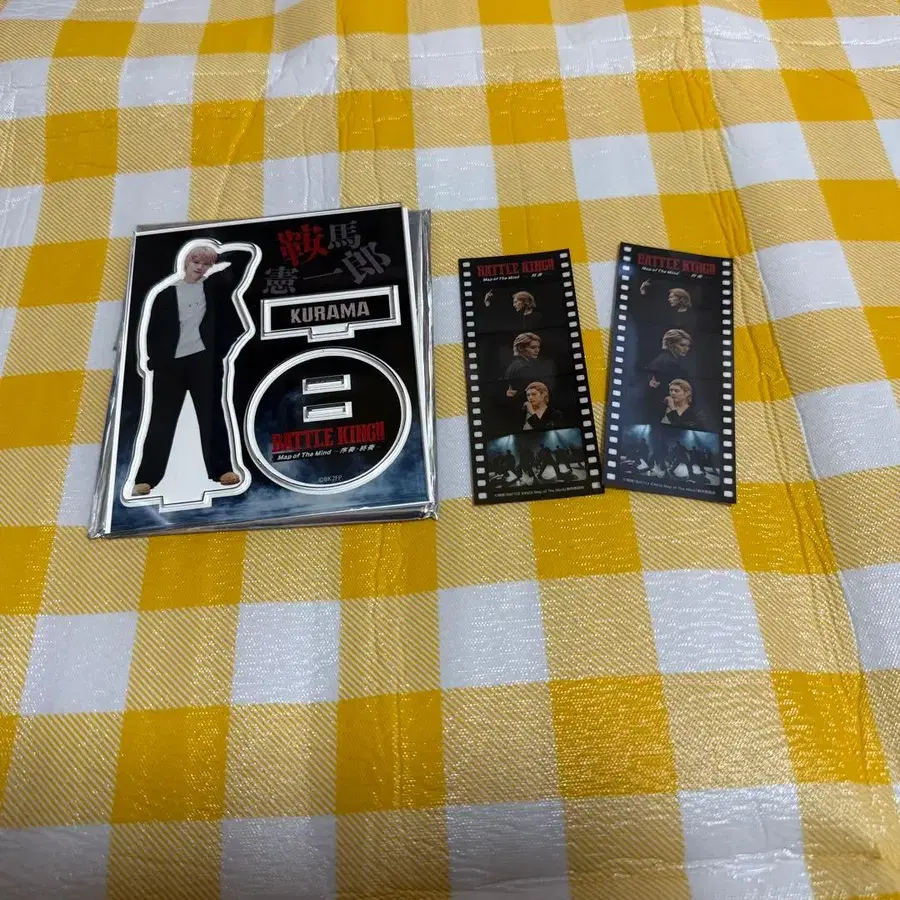 鞍馬
憲一郎
KURAMA
BATTLE KING!!
Map of The Mind −序奏・終奏−
©BK2FP
BATTLE KING!!
Map of The Mind
BATTLE KING!!
Map of The Mind